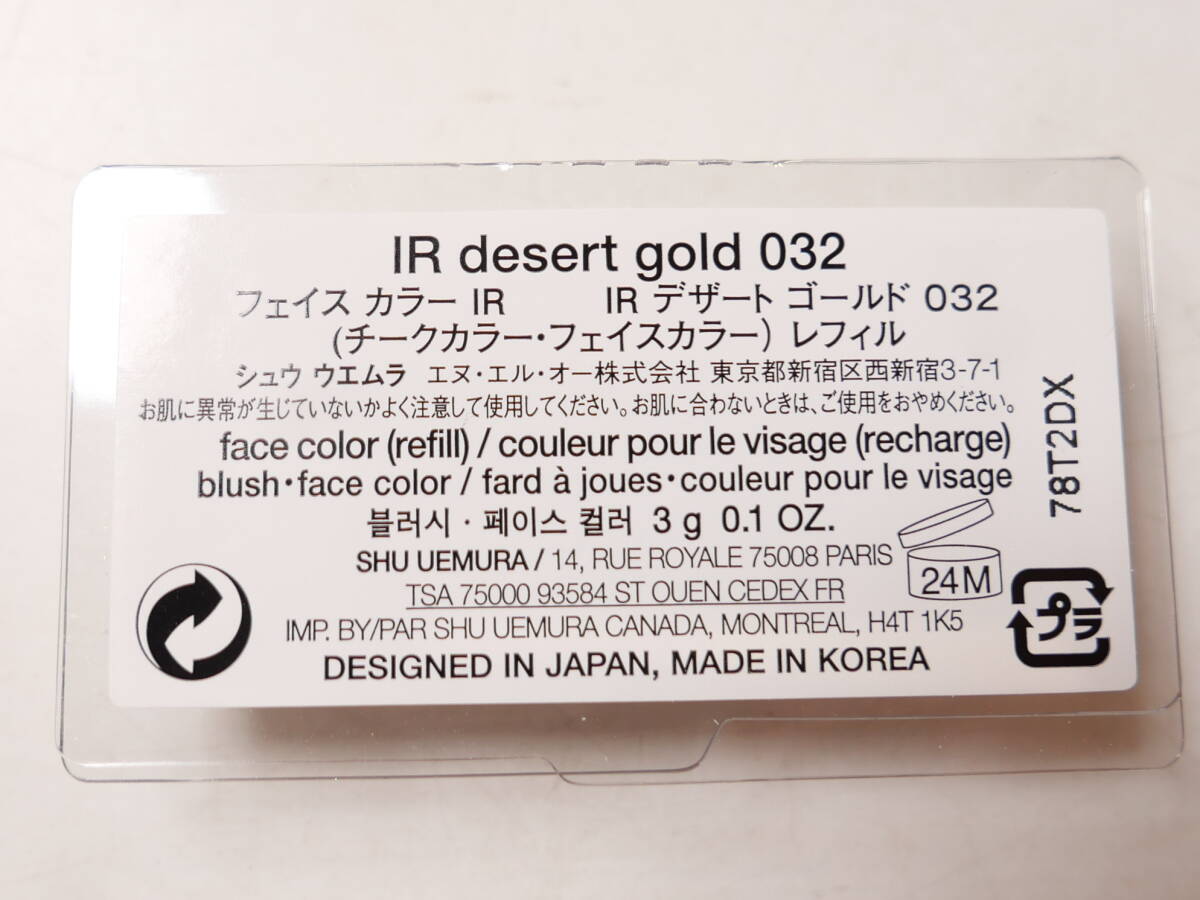 IR desert gold 032
フェイス カラー IR IR デザート ゴールド 032
(チークカラー・フェイスカラー) レフィル
シュウ ウエムラ エヌ・エル・オー株式会社 東京都新宿区西新宿3-7-1
お肌に異常が生じていないかよく注意して使用してください。お肌に合わないときは、ご使用をおやめください。
face color (refill) / couleur pour le visage (recharge)
blush・face color / fard à joues・couleur pour le visage
블러시・페이스 컬러 3 g 0.1 OZ.
SHU UEMURA / 14, RUE ROYALE 75008 PARIS
TSA 75000 93584 ST OUEN CEDEX FR
IMP. BY/PAR SHU UEMURA CANADA, MONTREAL, H4T 1K5
DESIGNED IN JAPAN, MADE IN KOREA
24M
プラ
78T2DX